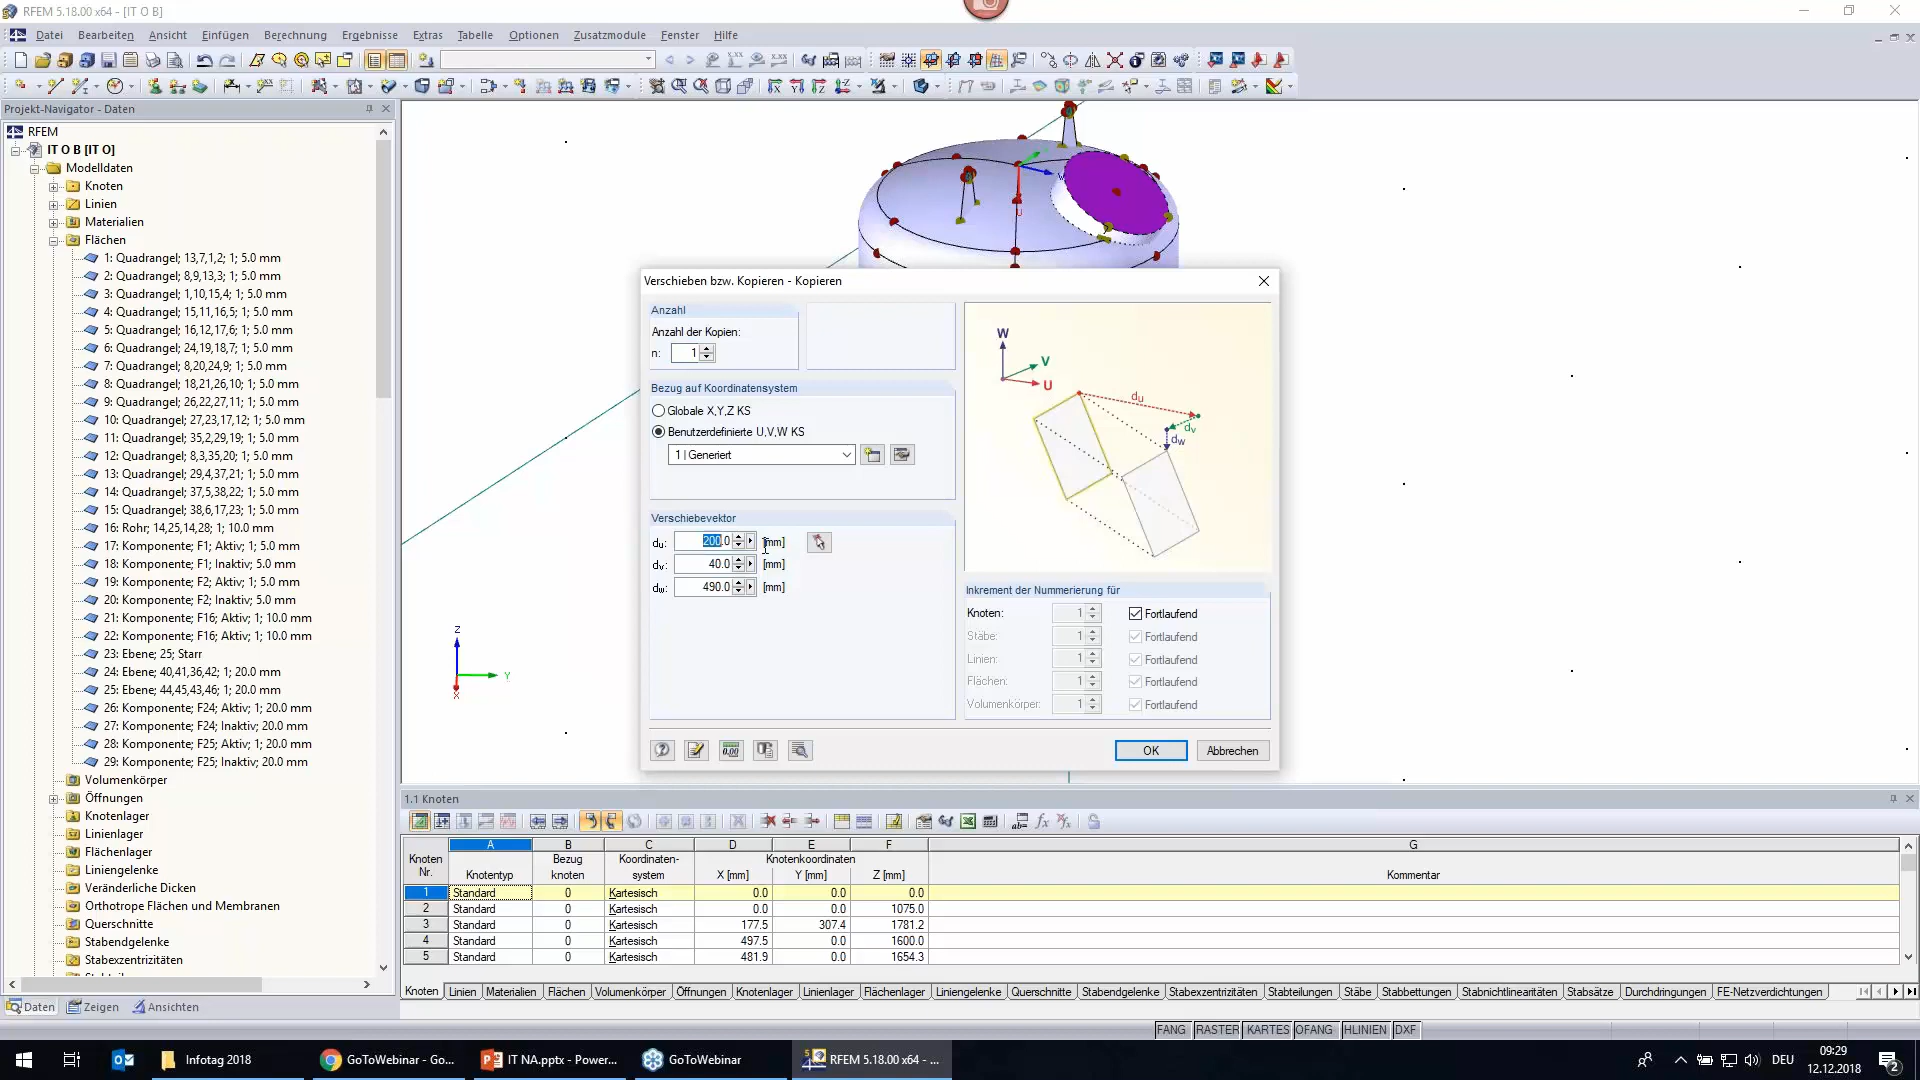 RFEM 5.18.00 x64 - [IT O B]
Datei Bearbeiten Ansicht Einfügen Berechnung Ergebnisse Extras Tabelle Optionen Zusatzmodule Fenster Hilfe
Projekt-Navigator - Daten
RFEM
IT O B [IT O]
Modelldaten
Knoten
Linien
Materialien
Flächen
1: Quadrangel; 13,7,1,2; 1; 5.0 mm
2: Quadrangel; 8,9,13,3; 1; 5.0 mm
3: Quadrangel; 1,10,15,4; 1; 5.0 mm
4: Quadrangel; 15,11,16,5; 1; 5.0 mm
5: Quadrangel; 16,12,17,6; 1; 5.0 mm
6: Quadrangel; 24,19,18,7; 1; 5.0 mm
7: Quadrangel; 8,20,24,9; 1; 5.0 mm
8: Quadrangel; 18,21,26,10; 1; 5.0 mm
9: Quadrangel; 26,22,27,11; 1; 5.0 mm
10: Quadrangel; 27,23,17,12; 1; 5.0 mm
11: Quadrangel; 35,2,29,19; 1; 5.0 mm
12: Quadrangel; 8,3,35,20; 1; 5.0 mm
13: Quadrangel; 29,4,37,21; 1; 5.0 mm
14: Quadrangel; 37,5,38,22; 1; 5.0 mm
15: Quadrangel; 38,6,17,23; 1; 5.0 mm
16: Rohr; 14,25,14,28; 1; 10.0 mm
17: Komponente; F1; Aktiv; 1; 5.0 mm
18: Komponente; F1; Inaktiv; 5.0 mm
19: Komponente; F2; Aktiv; 1; 5.0 mm
20: Komponente; F2; Inaktiv; 5.0 mm
21: Komponente; F16; Aktiv; 1; 10.0 mm
22: Komponente; F16; Aktiv; 1; 10.0 mm
23: Ebene; 25; Starr
24: Ebene; 40,41,36,42; 1; 20.0 mm
25: Ebene; 44,45,43,46; 1; 20.0 mm
26: Komponente; F24; Aktiv; 1; 20.0 mm
27: Komponente; F24; Inaktiv; 20.0 mm
28: Komponente; F25; Aktiv; 1; 20.0 mm
29: Komponente; F25; Inaktiv; 20.0 mm
Volumenkörper
Öffnungen
Knotenlager
Linienlager
Flächenlager
Liniengelenke
Veränderliche Dicken
Orthotrope Flächen und Membranen
Querschnitte
Stabendgelenke
Stabexzentrizitäten
Daten Zeigen Ansichten
Z
Y
X
U
Verschieben bzw. Kopieren - Kopieren
Anzahl
Anzahl der Kopien:
n: 1
Bezug auf Koordinatensystem
Globale X,Y,Z KS
Benutzerdefinierte U,V,W KS
1 | Generiert
Verschiebevektor
du: 200.0 [mm]
dv: 40.0 [mm]
dw: 490.0 [mm]
W
V
U
du
dv
dw
Inkrement der Nummerierung für
Knoten: 1 Fortlaufend
Stäbe: 1 Fortlaufend
Linien: 1 Fortlaufend
Flächen: 1 Fortlaufend
Volumenkörper: 1 Fortlaufend
OK Abbrechen
1.1 Knoten
A B C D E F G
Knoten Bezug Koordinaten- Knotenkoordinaten
Nr. Knotentyp knoten system X [mm] Y [mm] Z [mm] Kommentar
1 Standard 0 Kartesisch 0.0 0.0 0.0
2 Standard 0 Kartesisch 0.0 0.0 1075.0
3 Standard 0 Kartesisch 177.5 307.4 1781.2
4 Standard 0 Kartesisch 497.5 0.0 1600.0
5 Standard 0 Kartesisch 481.9 0.0 1654.3
Knoten Linien Materialien Flächen Volumenkörper Öffnungen Knotenlager Linienlager Flächenlager Liniengelenke Querschnitte Stabendgelenke Stabexzentrizitäten Stabteilungen Stäbe Stabbettungen Stabnichtlinearitäten Stabsätze Durchdringungen FE-Netzverdichtungen
FANG RASTER KARTES OFANG HLINIEN DXF
Infotag 2018 GoToWebinar - Go... IT NA.pptx - Power... GoToWebinar RFEM 5.18.00 x64 - ... DEU 09:29
12.12.2018
2